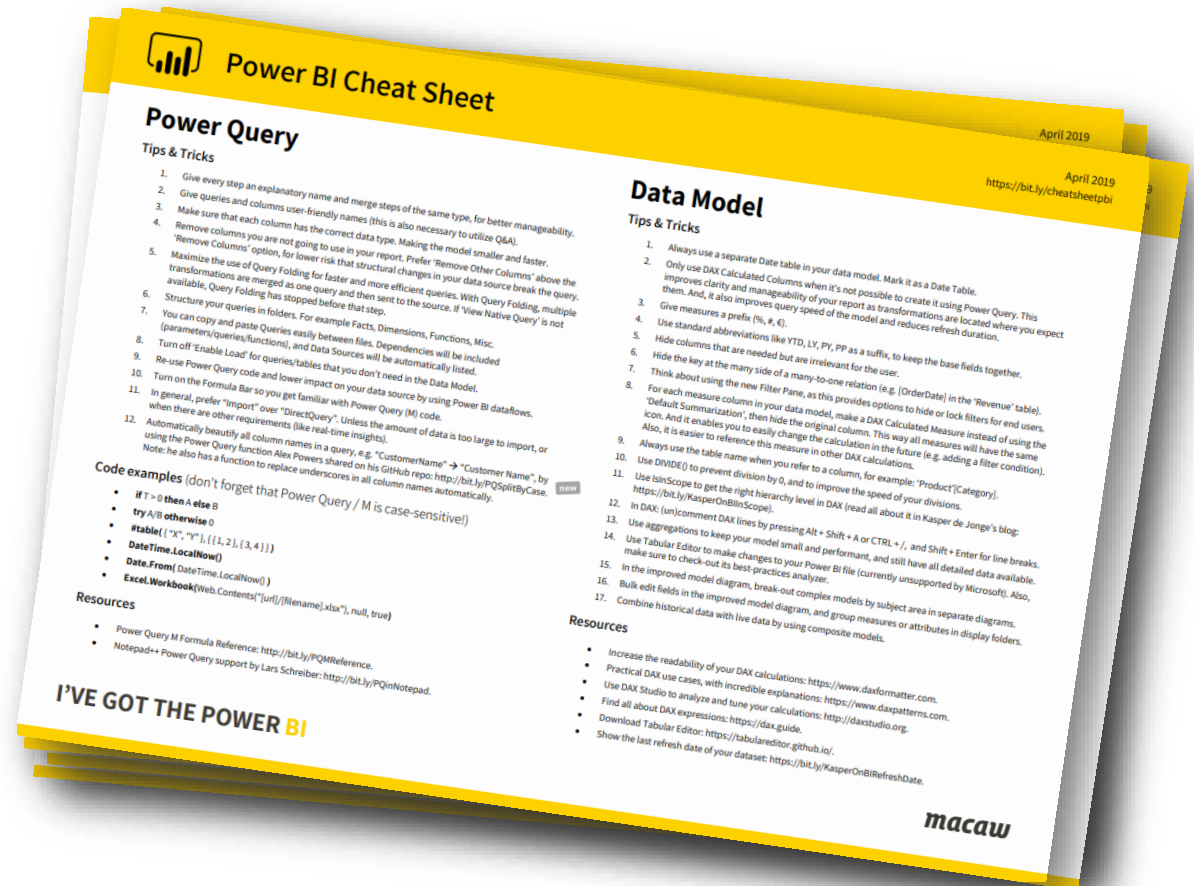 Power BI Cheat Sheet
April 2019
April 2019
https://bit.ly/cheatsheetpbi
Power Query
Tips & Tricks
1. Give every step an explanatory name and merge steps of the same type, for better manageability.
2. Give queries and columns user-friendly names (this is also necessary to utilize Q&A).
3. Make sure that each column has the correct data type. Making the model smaller and faster.
4. Remove columns you are not going to use in your report. Prefer 'Remove Other Columns' above the
'Remove Columns' option, for lower risk that structural changes in your data source break the query.
5. Maximize the use of Query Folding for faster and more efficient queries. With Query Folding, multiple
transformations are merged as one query and then sent to the source. If 'View Native Query' is not
available, Query Folding has stopped before that step.
6. Structure your queries in folders. For example Facts, Dimensions, Functions, Misc.
7. You can copy and paste Queries easily between files. Dependencies will be included
(parameters/queries/functions), and Data Sources will be automatically listed.
8. Turn off 'Enable Load' for queries/tables that you don't need in the Data Model.
9. Re-use Power Query code and lower impact on your data source by using Power BI dataflows.
10. Turn on the Formula Bar so you get familiar with Power Query (M) code.
11. In general, prefer "Import" over "DirectQuery". Unless the amount of data is too large to import, or
when there are other requirements (like real-time insights).
12. Automatically beautify all column names in a query, e.g. "CustomerName" → "Customer Name", by
using the Power Query function Alex Powers shared on his GitHub repo: http://bit.ly/PQSplitByCase. new
Note: he also has a function to replace underscores in all column names automatically.
Code examples (don't forget that Power Query / M is case-sensitive!)
• if T > 0 then A else B
• try A/B otherwise 0
• #table( { "X", "Y" }, { { 1, 2 }, { 3, 4 } } )
• DateTime.LocalNow()
• Date.From( DateTime.LocalNow() )
• Excel.Workbook(Web.Contents("[url]/[filename].xlsx"), null, true)
Resources
• Power Query M Formula Reference: http://bit.ly/PQMReference.
• Notepad++ Power Query support by Lars Schreiber: http://bit.ly/PQinNotepad.
I'VE GOT THE POWER BI
Data Model
Tips & Tricks
1. Always use a separate Date table in your data model. Mark it as a Date Table.
2. Only use DAX Calculated Columns when it's not possible to create it using Power Query. This
improves clarity and manageability of your report as transformations are located where you expect
them. And, it also improves query speed of the model and reduces refresh duration.
3. Give measures a prefix (%, #, €).
4. Use standard abbreviations like YTD, LY, PY, PP as a suffix, to keep the base fields together.
5. Hide columns that are needed but are irrelevant for the user.
6. Hide the key at the many side of a many-to-one relation (e.g. [OrderDate] in the 'Revenue' table).
7. Think about using the new Filter Pane, as this provides options to hide or lock filters for end users.
8. For each measure column in your data model, make a DAX Calculated Measure instead of using the
'Default Summarization', then hide the original column. This way all measures will have the same
icon. And it enables you to easily change the calculation in the future (e.g. adding a filter condition).
Also, it is easier to reference this measure in other DAX calculations.
9. Always use the table name when you refer to a column, for example: 'Product'[Category].
10. Use DIVIDE() to prevent division by 0, and to improve the speed of your divisions.
11. Use IsInScope to get the right hierarchy level in DAX (read all about it in Kasper de Jonge's blog:
https://bit.ly/KasperOnBIInScope).
12. In DAX: (un)comment DAX lines by pressing Alt + Shift + A or CTRL + /, and Shift + Enter for line breaks.
13. Use aggregations to keep your model small and performant, and still have all detailed data available.
14. Use Tabular Editor to make changes to your Power BI file (currently unsupported by Microsoft). Also,
make sure to check-out its best-practices analyzer.
15. In the improved model diagram, break-out complex models by subject area in separate diagrams.
16. Bulk edit fields in the improved model diagram, and group measures or attributes in display folders.
17. Combine historical data with live data by using composite models.
Resources
• Increase the readability of your DAX calculations: https://www.daxformatter.com.
• Practical DAX use cases, with incredible explanations: https://www.daxpatterns.com.
• Use DAX Studio to analyze and tune your calculations: http://daxstudio.org.
• Find all about DAX expressions: https://dax.guide.
• Download Tabular Editor: https://tabulareditor.github.io/.
• Show the last refresh date of your dataset: https://bit.ly/KasperOnBIRefreshDate.
macaw